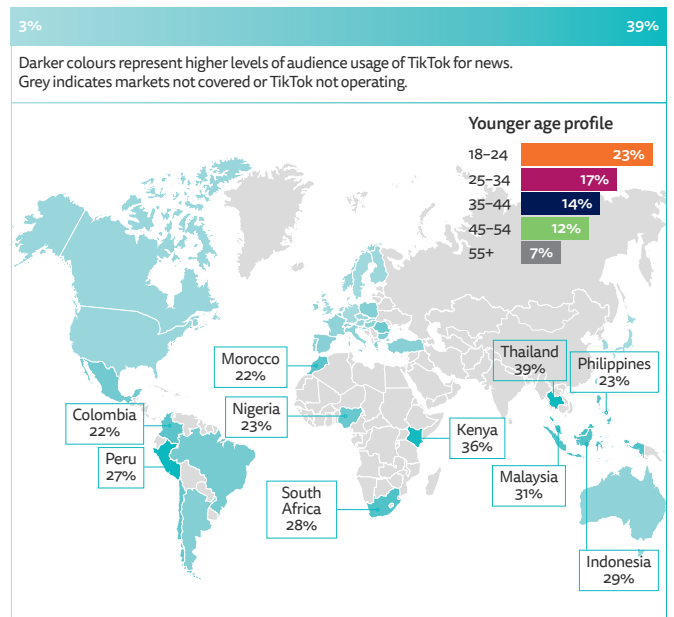 3%
39%
Darker colours represent higher levels of audience usage of TikTok for news.
Grey indicates markets not covered or TikTok not operating.
Younger age profile
18–24 23%
25–34 17%
35–44 14%
45–54 12%
55+ 7%
Morocco
22%
Thailand
39%
Philippines
23%
Colombia
22%
Nigeria
23%
Kenya
36%
Peru
27%
Malaysia
31%
South
Africa
28%
Indonesia
29%